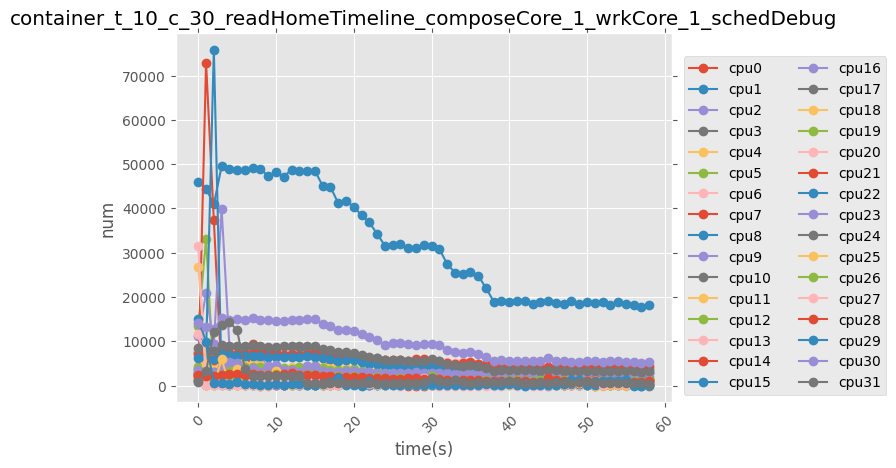 container_t_10_c_30_readHomeTimeline_composeCore_1_wrkCore_1_schedDebug
num
70000
60000
50000
40000
30000
20000
10000
0
0
10
20
30
40
50
60
time(s)
cpu0
cpu1
cpu2
cpu3
cpu4
cpu5
cpu6
cpu7
cpu8
cpu9
cpu10
cpu11
cpu12
cpu13
cpu14
cpu15
cpu16
cpu17
cpu18
cpu19
cpu20
cpu21
cpu22
cpu23
cpu24
cpu25
cpu26
cpu27
cpu28
cpu29
cpu30
cpu31